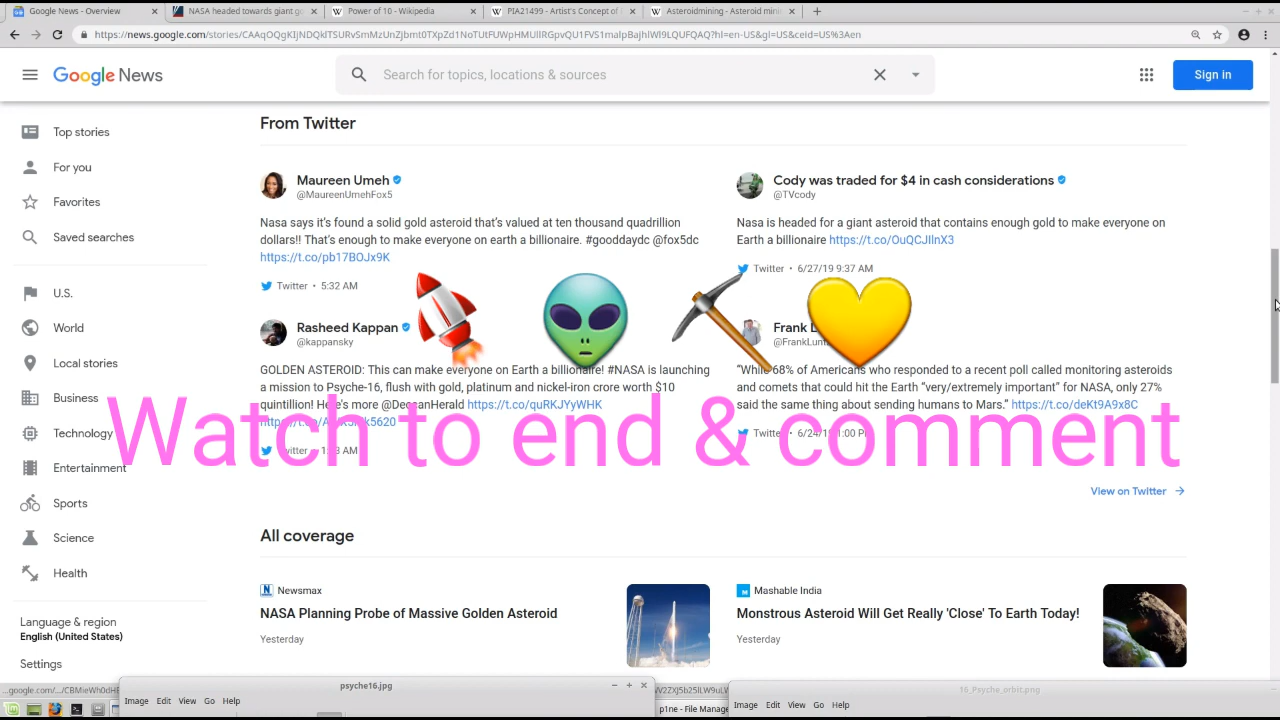 Google News - Overview
NASA headed towards giant go
Power of 10 - Wikipedia
PIA21499 - Artist's Concept of
Asteroidmining - Asteroid mini
Google News
Search for topics, locations & sources
Sign in
Top stories
For you
Favorites
Saved searches
U.S.
World
Local stories
Business
Technology
Entertainment
Sports
Science
Health
Language & region
English (United States)
Settings
From Twitter
Maureen Umeh
@MaureenUmehFox5
Nasa says it's found a solid gold asteroid that's valued at ten thousand quadrillion
dollars!! That's enough to make everyone on earth a billionaire. #gooddaydc @fox5dc
https://t.co/pb17BOJx9K
Twitter • 5:32 AM
Cody was traded for $4 in cash considerations
@TVcody
Nasa is headed for a giant asteroid that contains enough gold to make everyone on
Earth a billionaire https://t.co/OuQCJIlnX3
Twitter • 6/27/19 9:37 AM
Rasheed Kappan
@kappansky
GOLDEN ASTEROID: This can make everyone on Earth a billionaire! #NASA is launching
a mission to Psyche-16, flush with gold, platinum and nickel-iron crore worth $10
quintillion! Here's more @DeccanHerald https://t.co/quRKJYyWHK
Twitter
Frank
@FrankLun
“While 68% of Americans who responded to a recent poll called monitoring asteroids
and comets that could hit the Earth “very/extremely important” for NASA, only 27%
said the same thing about sending humans to Mars.” https://t.co/deKt9A9x8C
Twitter
Watch to end & comment
View on Twitter
All coverage
Newsmax
NASA Planning Probe of Massive Golden Asteroid
Yesterday
Mashable India
Monstrous Asteroid Will Get Really 'Close' To Earth Today!
Yesterday
psyche16.jpg
Image Edit View Go Help
p1ne - File Manag
16_Psyche_orbit.png
Image Edit View Go Help